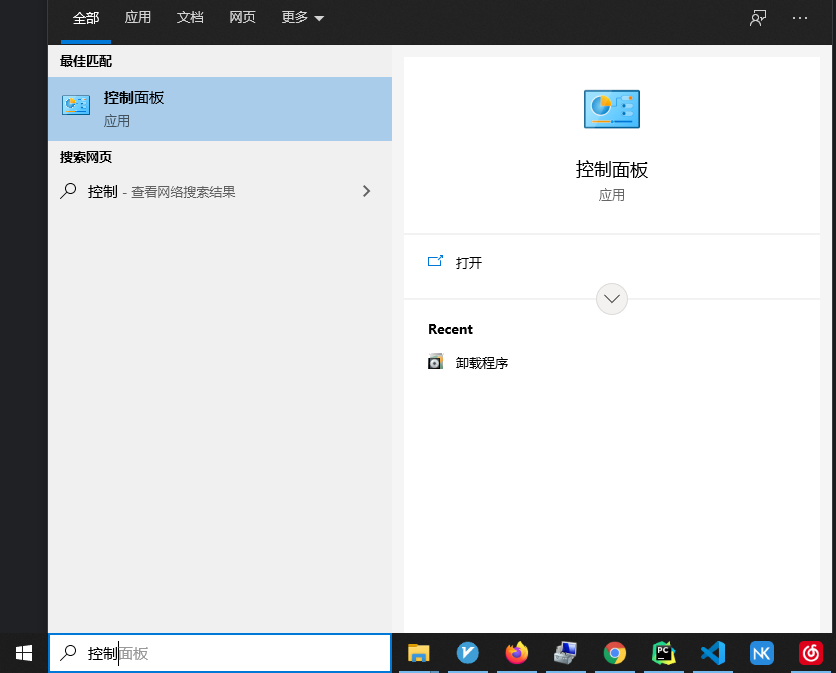 全部 应用 文档 网页 更多
最佳匹配
控制面板
应用
搜索网页
控制 - 查看网络搜索结果
控制面板
应用
打开
Recent
卸载程序
控制面板
PC
NK